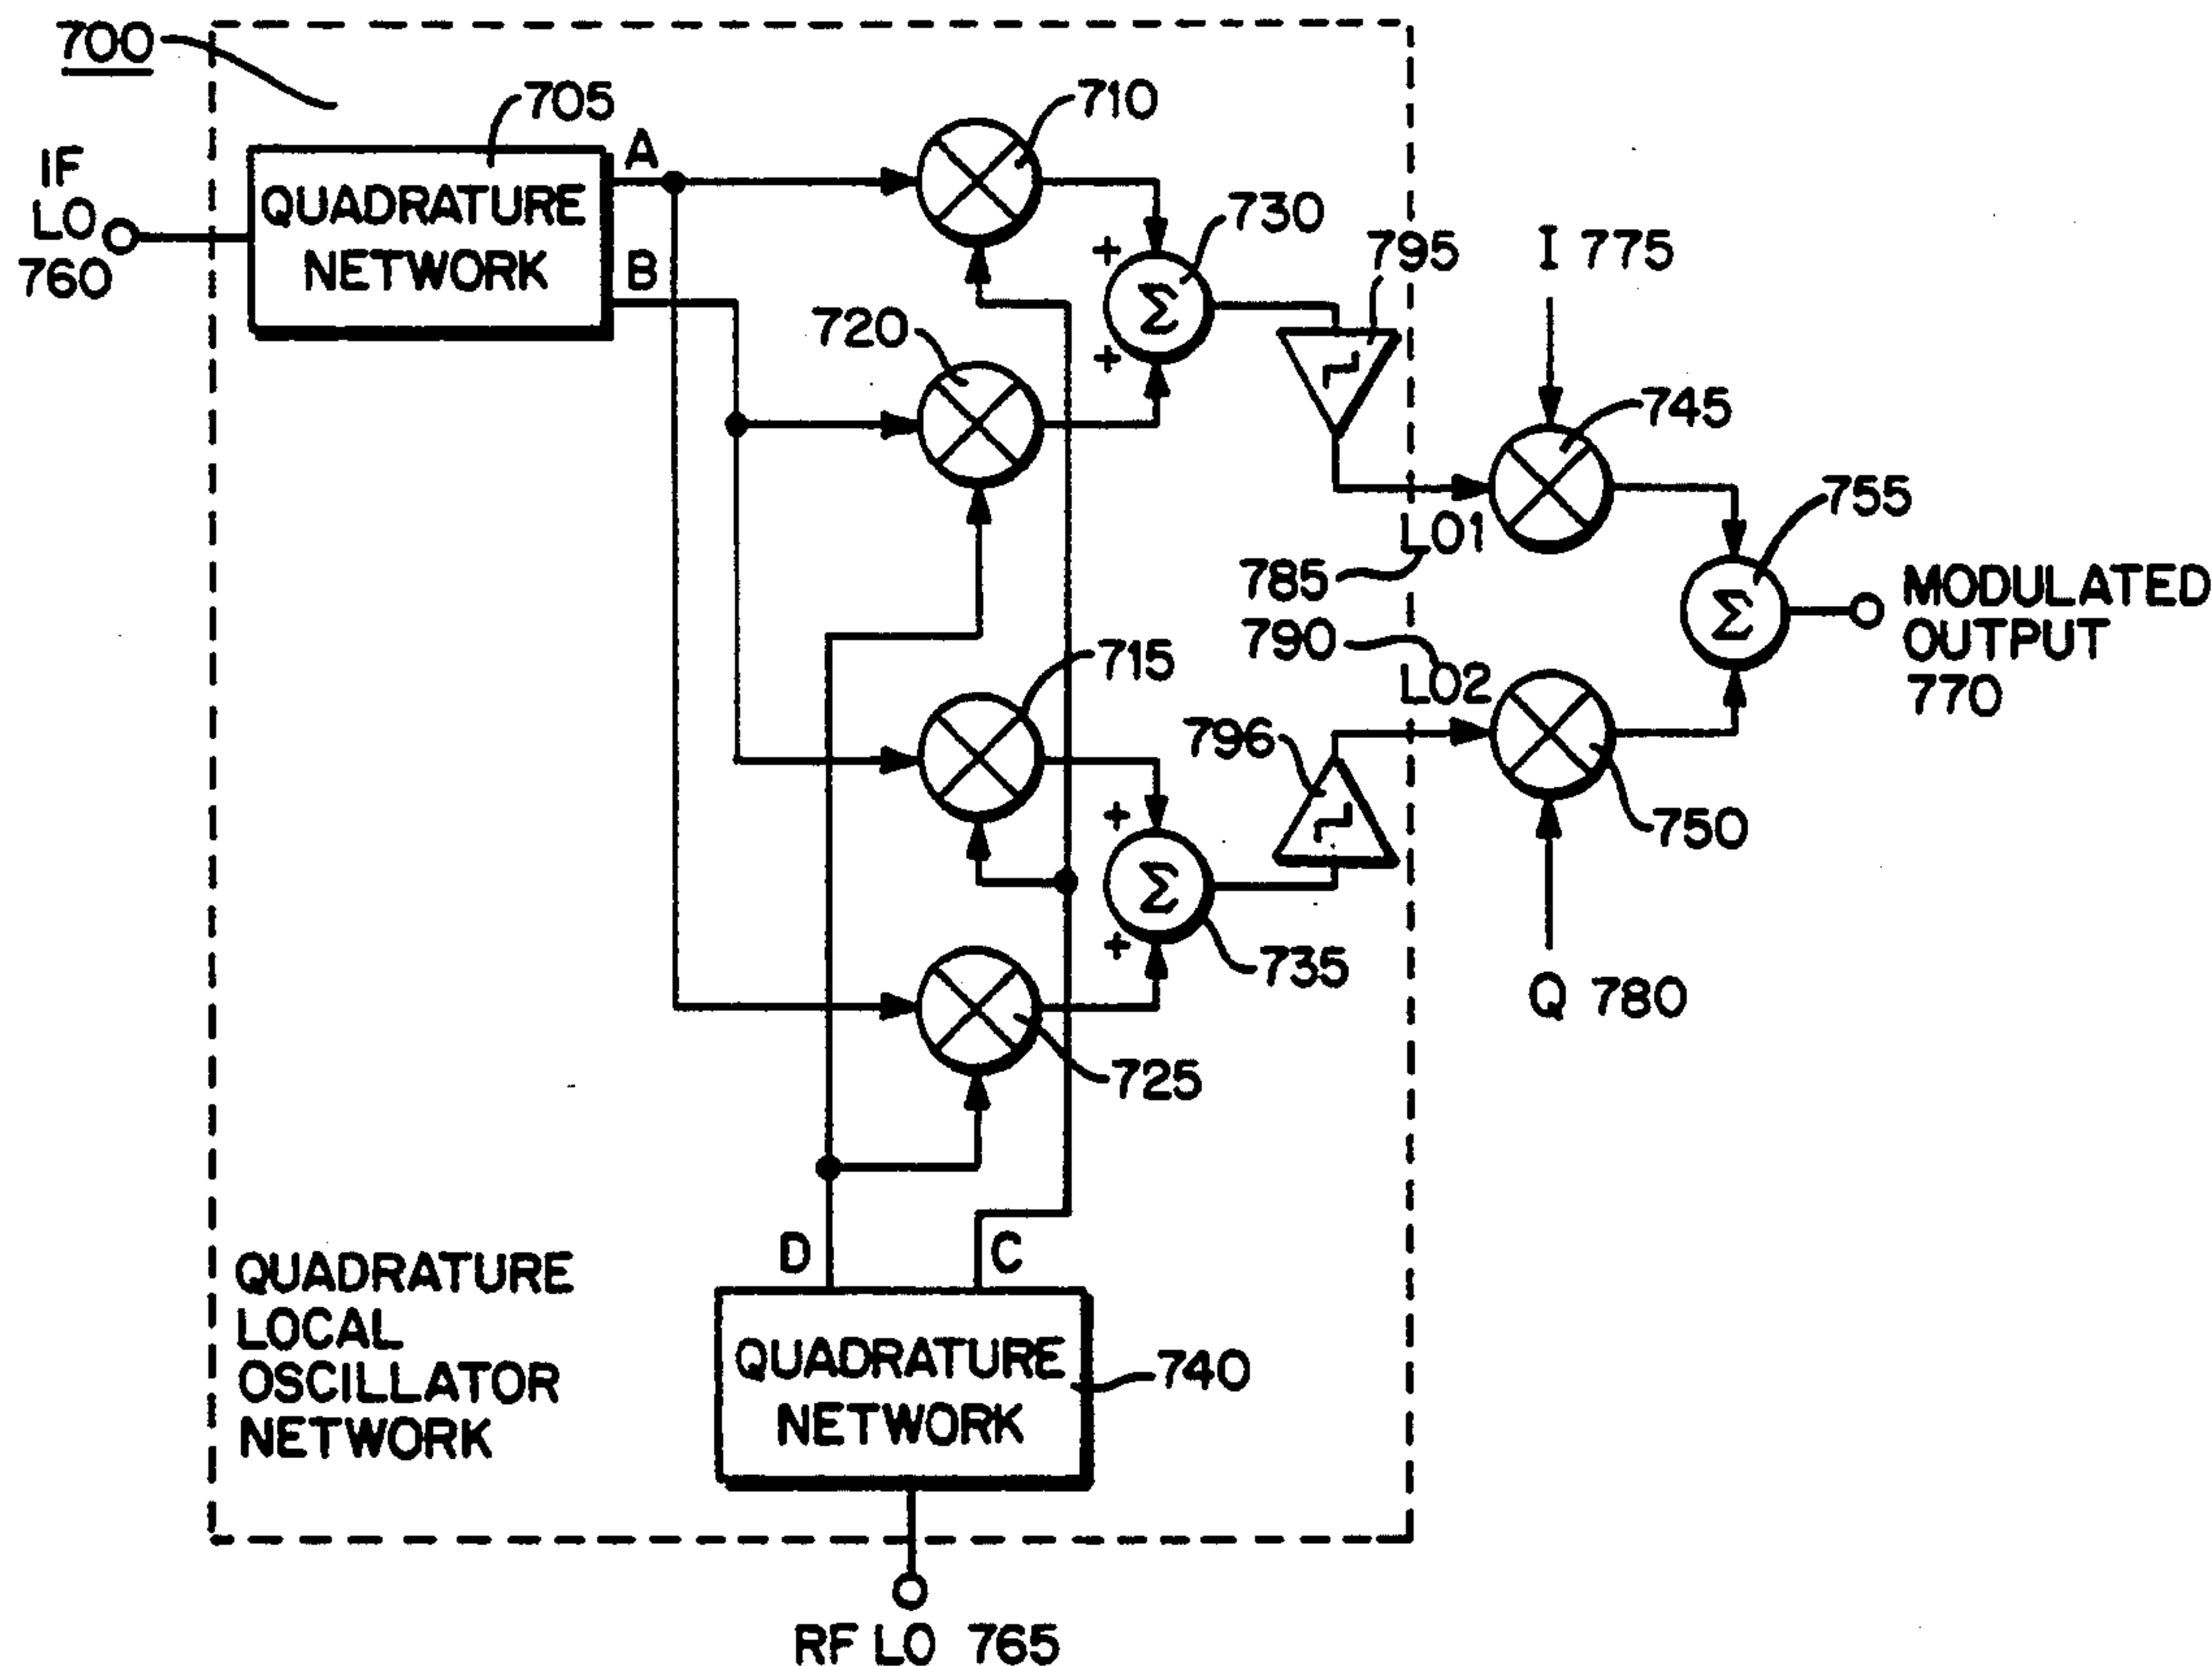 700
705
710
A
IF
LO
760
QUADRATURE
NETWORK
B
730
+
Σ
+
795
I 775
720
745
755
LO1
785
Σ
MODULATED
OUTPUT
770
790
LO2
715
796
750
+
Σ
+
735
Q 780
725
D
C
QUADRATURE
LOCAL
OSCILLATOR
NETWORK
QUADRATURE
NETWORK
740
RF LO 765